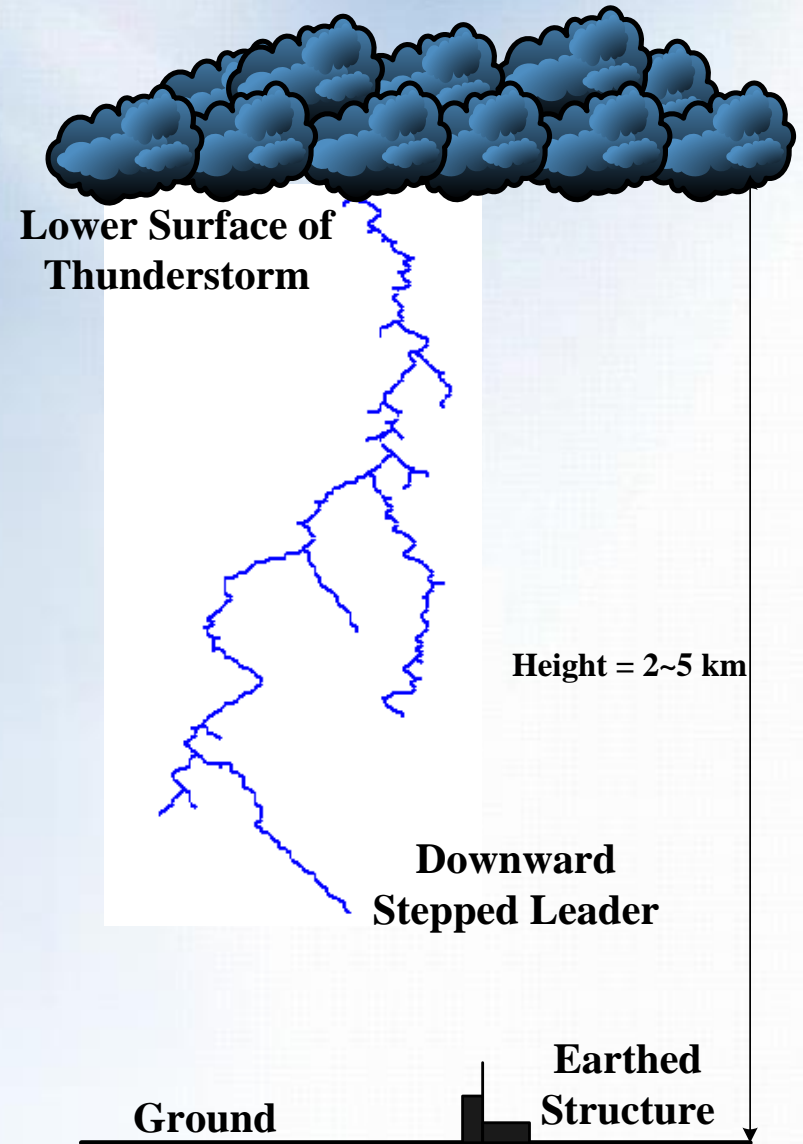 Lower Surface of
Thunderstorm
Height = 2~5 km
Downward
Stepped Leader
Earthed
Structure
Ground